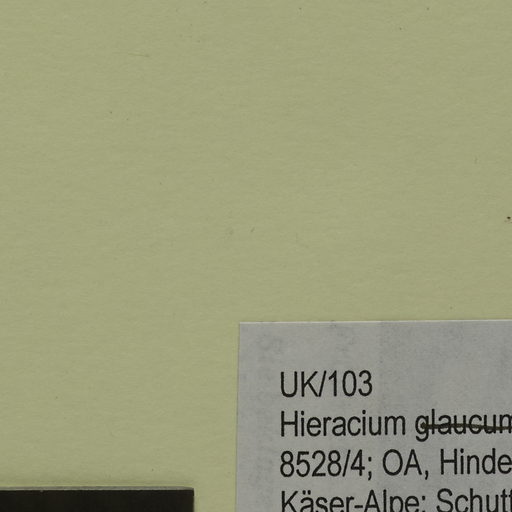 UK/103
Hieracium glaucum
8528/4; OA, Hinde
Käser-Alpe; Schutt